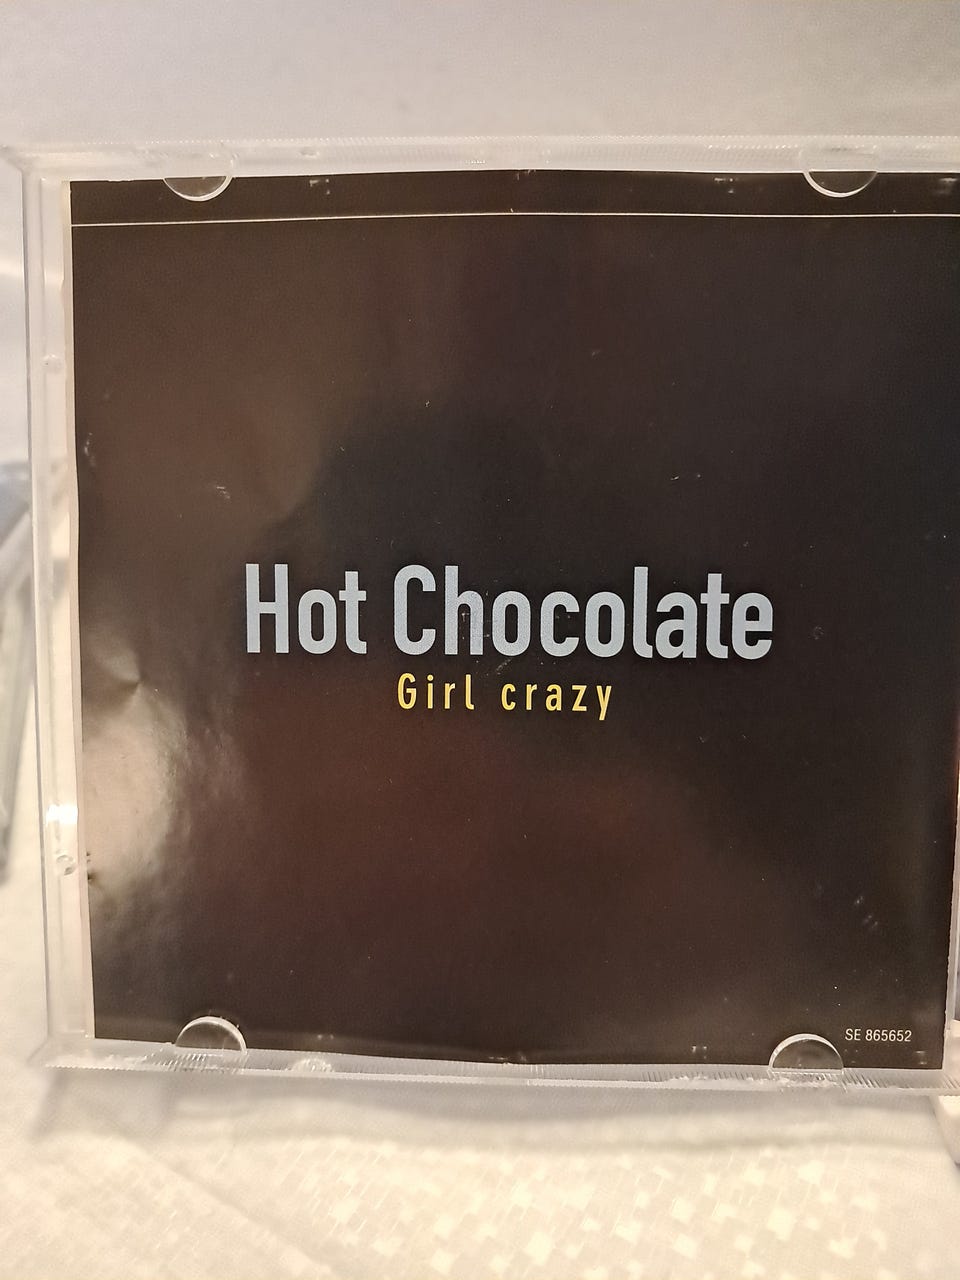 Hot Chocolate
Girl crazy
SE 865652